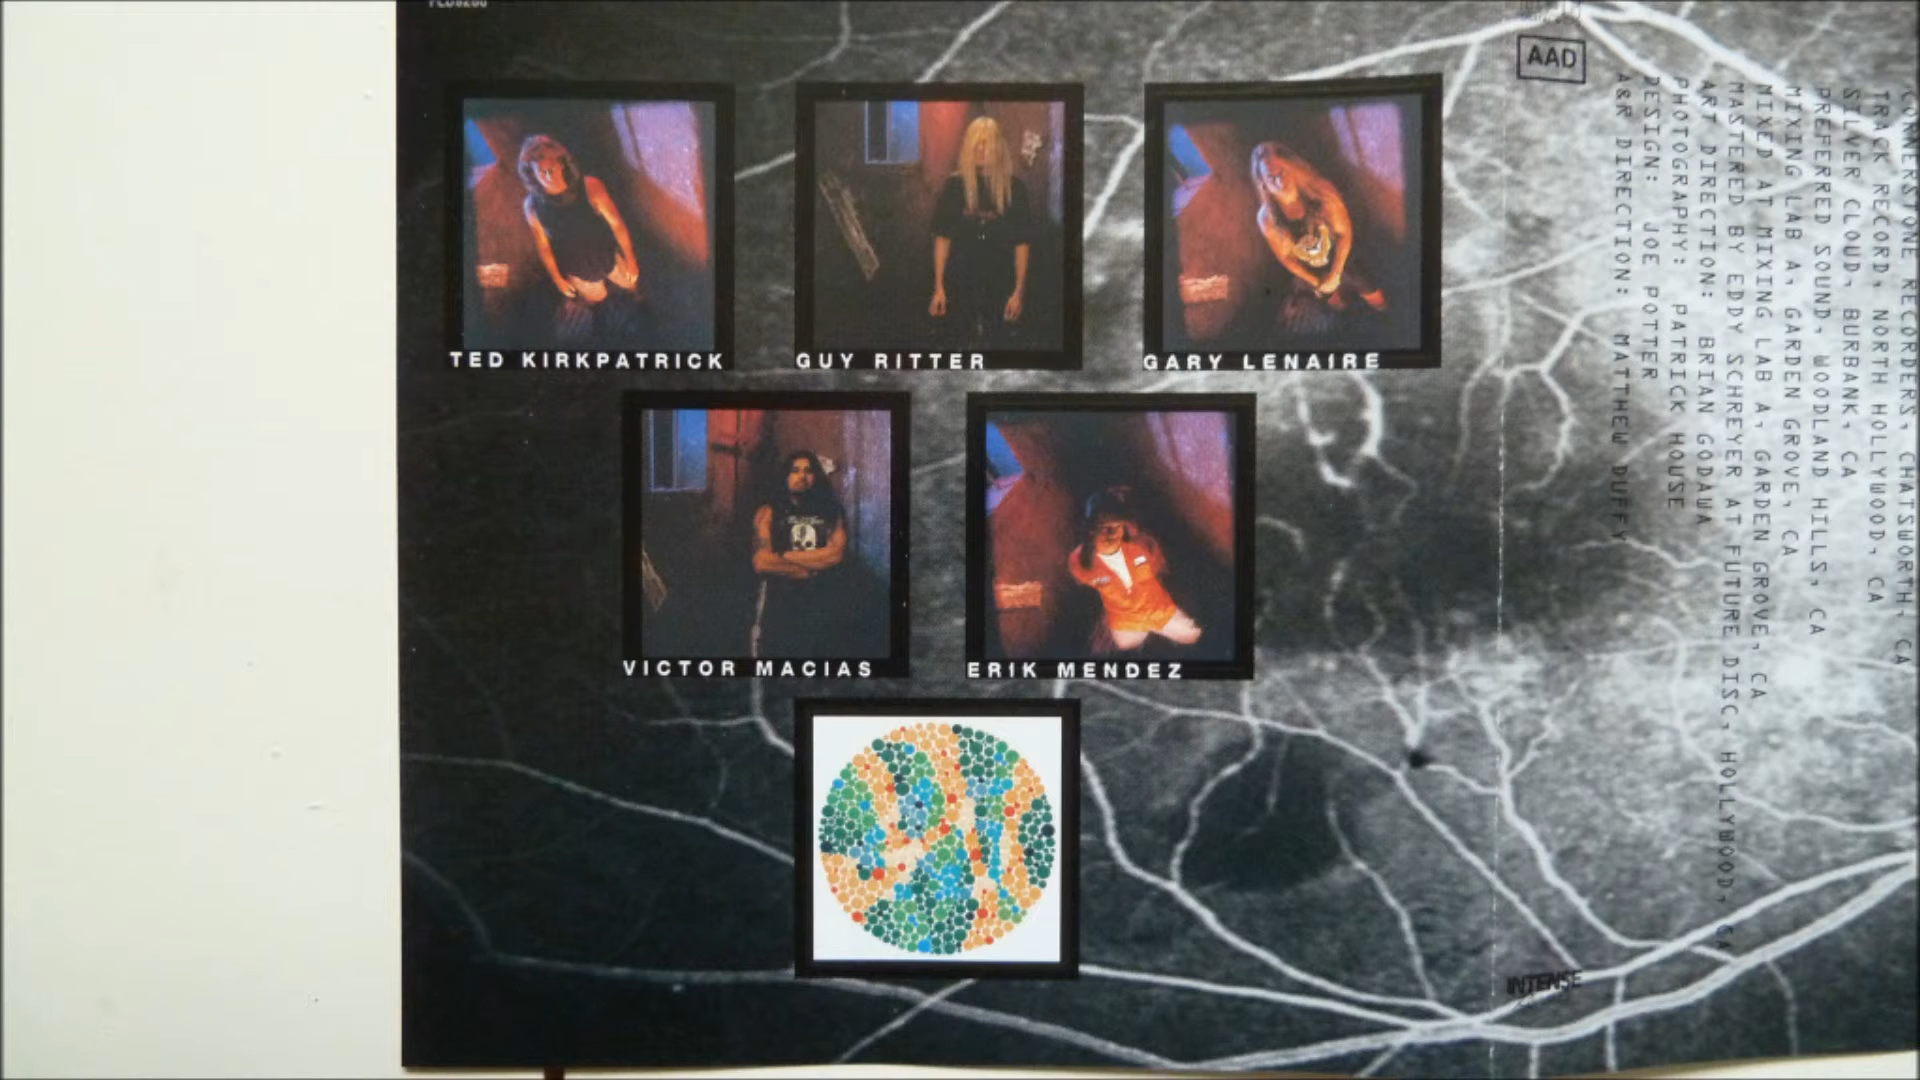 TED KIRKPATRICK
GUY RITTER
GARY LENAIRE
VICTOR MACIAS
ERIK MENDEZ
AAD
CORNERSTONE RECORDERS, CHATSWORTH, CA
TRACK RECORD, NORTH HOLLYWOOD, CA
SILVER CLOUD, BURBANK, CA
PREFERRED SOUND, WOODLAND HILLS, CA
MIXING LAB A, GARDEN GROVE, CA
MIXED AT MIXING LAB A, GARDEN GROVE, CA
MASTERED BY EDDY SCHREYER AT FUTURE DISC, HOLLYWOOD, CA
ART DIRECTION: BRIAN GODAWA
PHOTOGRAPHY: PATRICK HOUSE
DESIGN: JOE POTTER
A&R DIRECTION: MATTHEW DUFFY
INTENSE